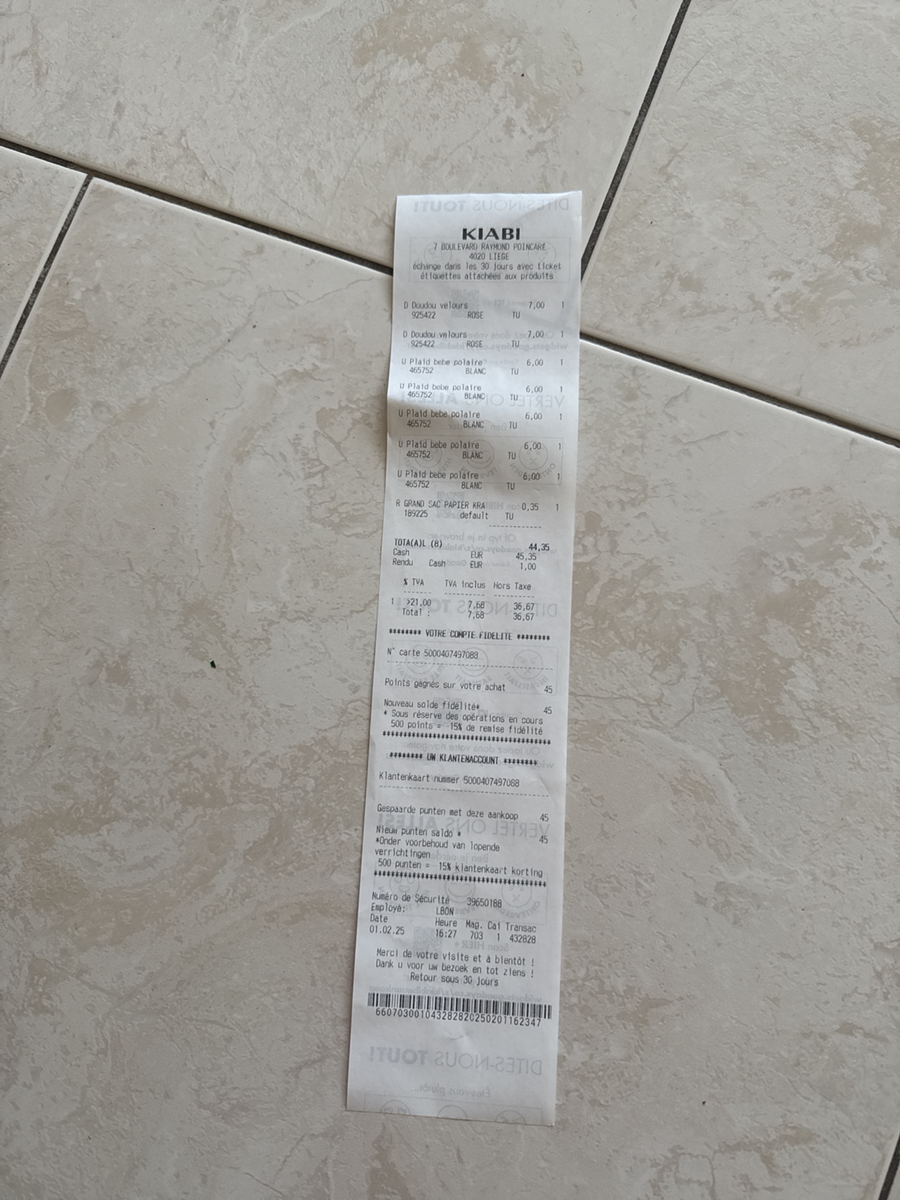 KIABI
7 BOULEVARD RAYMOND POINCARE
4020 LIEGE
échange dans les 30 jours avec ticket
étiquettes attachées aux produits
D Doudou velours 7,00 1
925422 ROSE TU
D Doudou velours 7,00 1
925422 ROSE TU
U Plaid bebe polaire 6,00 1
465752 BLANC TU
U Plaid bebe polaire 6,00 1
465752 BLANC TU
U Plaid bebe polaire 6,00 1
465752 BLANC TU
U Plaid bebe polaire 6,00 1
465752 BLANC TU
U Plaid bebe polaire 6,00 1
465752 BLANC TU
R GRAND SAC PAPIER KRA 0,35 1
189225 default TU
TOTA(A)L (8) 44,35
Cash EUR 45,35
Rendu Cash EUR 1,00
% TVA TVA Inclus Hors Taxe
1 >21,00 7,68 36,67
Total : 7,68 36,67
******** VOTRE COMPTE FIDELITE ********
N° carte 5000407497088
Points gagnés sur votre achat 45
Nouveau solde fidélité* 45
* Sous réserve des opérations en cours
500 points = 15% de remise fidélité
******** UW KLANTENACCOUNT ********
Klantenkaart nummer 5000407497088
Gespaarde punten met deze aankoop 45
Nieuw punten saldo * 45
*Onder voorbehoud van lopende
verrichtingen
500 punten = 15% klantenkaart korting
Numéro de Sécurité 39650188
Employé: LBON
Date Heure Mag. Cai Transac
01.02.25 16:27 703 1 432828
Merci de votre visite et à bientôt !
Dank u voor uw bezoek en tot ziens !
Retour sous 30 jours
6607030010432828202502011623​47
DITES-NOUS TOUT!